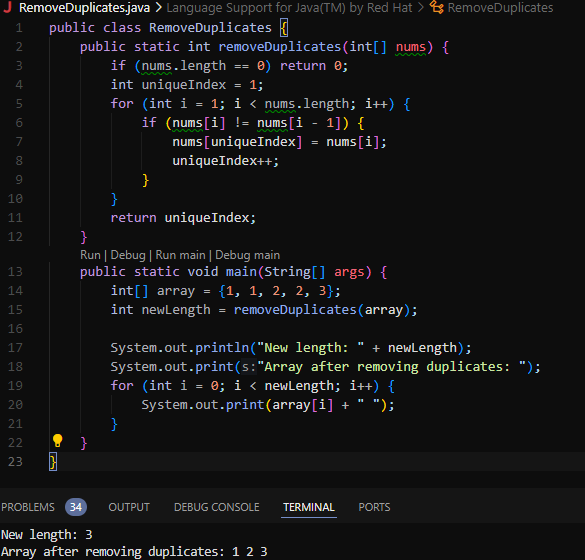 J RemoveDuplicates.java > Language Support for Java(TM) by Red Hat > RemoveDuplicates
1 public class RemoveDuplicates {
2     public static int removeDuplicates(int[] nums) {
3         if (nums.length == 0) return 0;
4         int uniqueIndex = 1;
5         for (int i = 1; i < nums.length; i++) {
6             if (nums[i] != nums[i - 1]) {
7                 nums[uniqueIndex] = nums[i];
8                 uniqueIndex++;
9             }
10         }
11         return uniqueIndex;
12     }
Run | Debug | Run main | Debug main
13     public static void main(String[] args) {
14         int[] array = {1, 1, 2, 2, 3};
15         int newLength = removeDuplicates(array);
16
17         System.out.println("New length: " + newLength);
18         System.out.print(s:"Array after removing duplicates: ");
19         for (int i = 0; i < newLength; i++) {
20             System.out.print(array[i] + " ");
21         }
22     }
23 }
PROBLEMS 34 OUTPUT DEBUG CONSOLE TERMINAL PORTS
New length: 3
Array after removing duplicates: 1 2 3